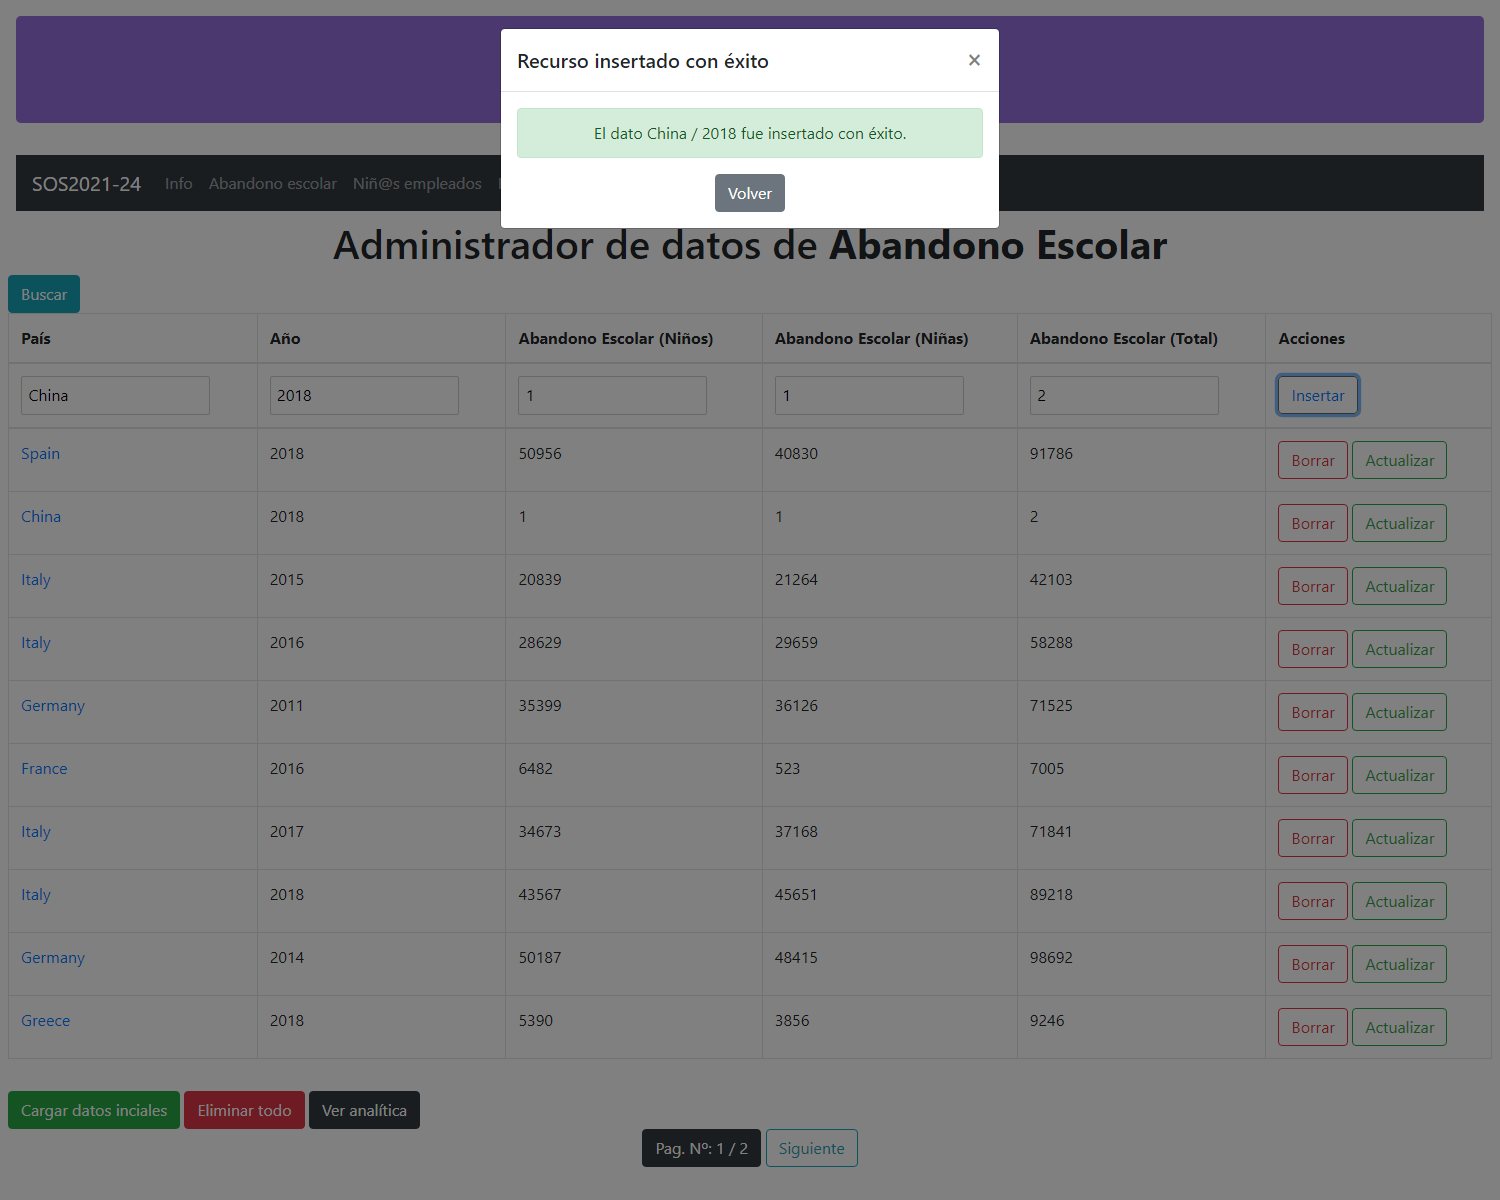 Recurso insertado con éxito ×
El dato China / 2018 fue insertado con éxito.
Volver
SOS2021-24 Info Abandono escolar Niñ@s empleados
Administrador de datos de Abandono Escolar
Buscar
País Año Abandono Escolar (Niños) Abandono Escolar (Niñas) Abandono Escolar (Total) Acciones
China 2018 1 1 2 Insertar
Spain 2018 50956 40830 91786 Borrar Actualizar
China 2018 1 1 2 Borrar Actualizar
Italy 2015 20839 21264 42103 Borrar Actualizar
Italy 2016 28629 29659 58288 Borrar Actualizar
Germany 2011 35399 36126 71525 Borrar Actualizar
France 2016 6482 523 7005 Borrar Actualizar
Italy 2017 34673 37168 71841 Borrar Actualizar
Italy 2018 43567 45651 89218 Borrar Actualizar
Germany 2014 50187 48415 98692 Borrar Actualizar
Greece 2018 5390 3856 9246 Borrar Actualizar
Cargar datos inciales Eliminar todo Ver analítica
Pag. Nº: 1 / 2 Siguiente